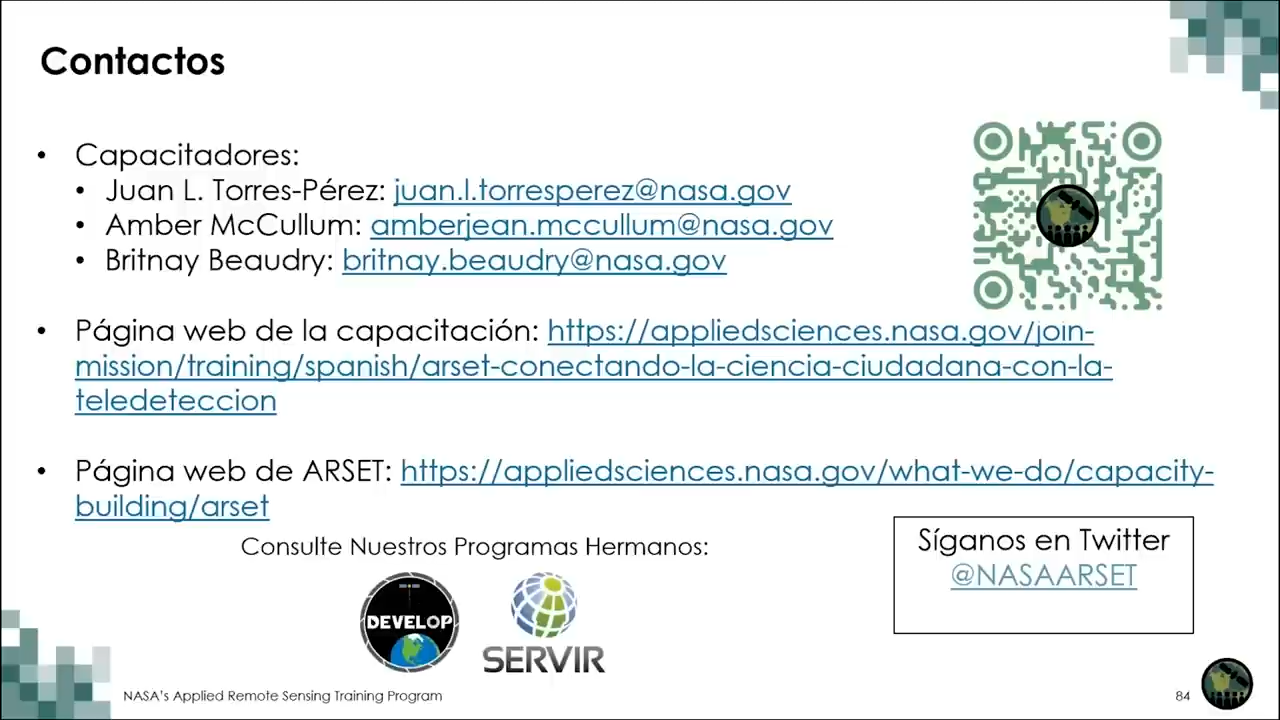 Contactos
• Capacitadores:
• Juan L. Torres-Pérez: juan.l.torresperez@nasa.gov
• Amber McCullum: amberjean.mccullum@nasa.gov
• Britnay Beaudry: britnay.beaudry@nasa.gov
• Página web de la capacitación: https://appliedsciences.nasa.gov/join-
mission/training/spanish/arset-conectando-la-ciencia-ciudadana-con-la-
teledeteccion
• Página web de ARSET: https://appliedsciences.nasa.gov/what-we-do/capacity-
building/arset
Consulte Nuestros Programas Hermanos:
DEVELOP
SERVIR
Síganos en Twitter
@NASAARSET
NASA's Applied Remote Sensing Training Program
84